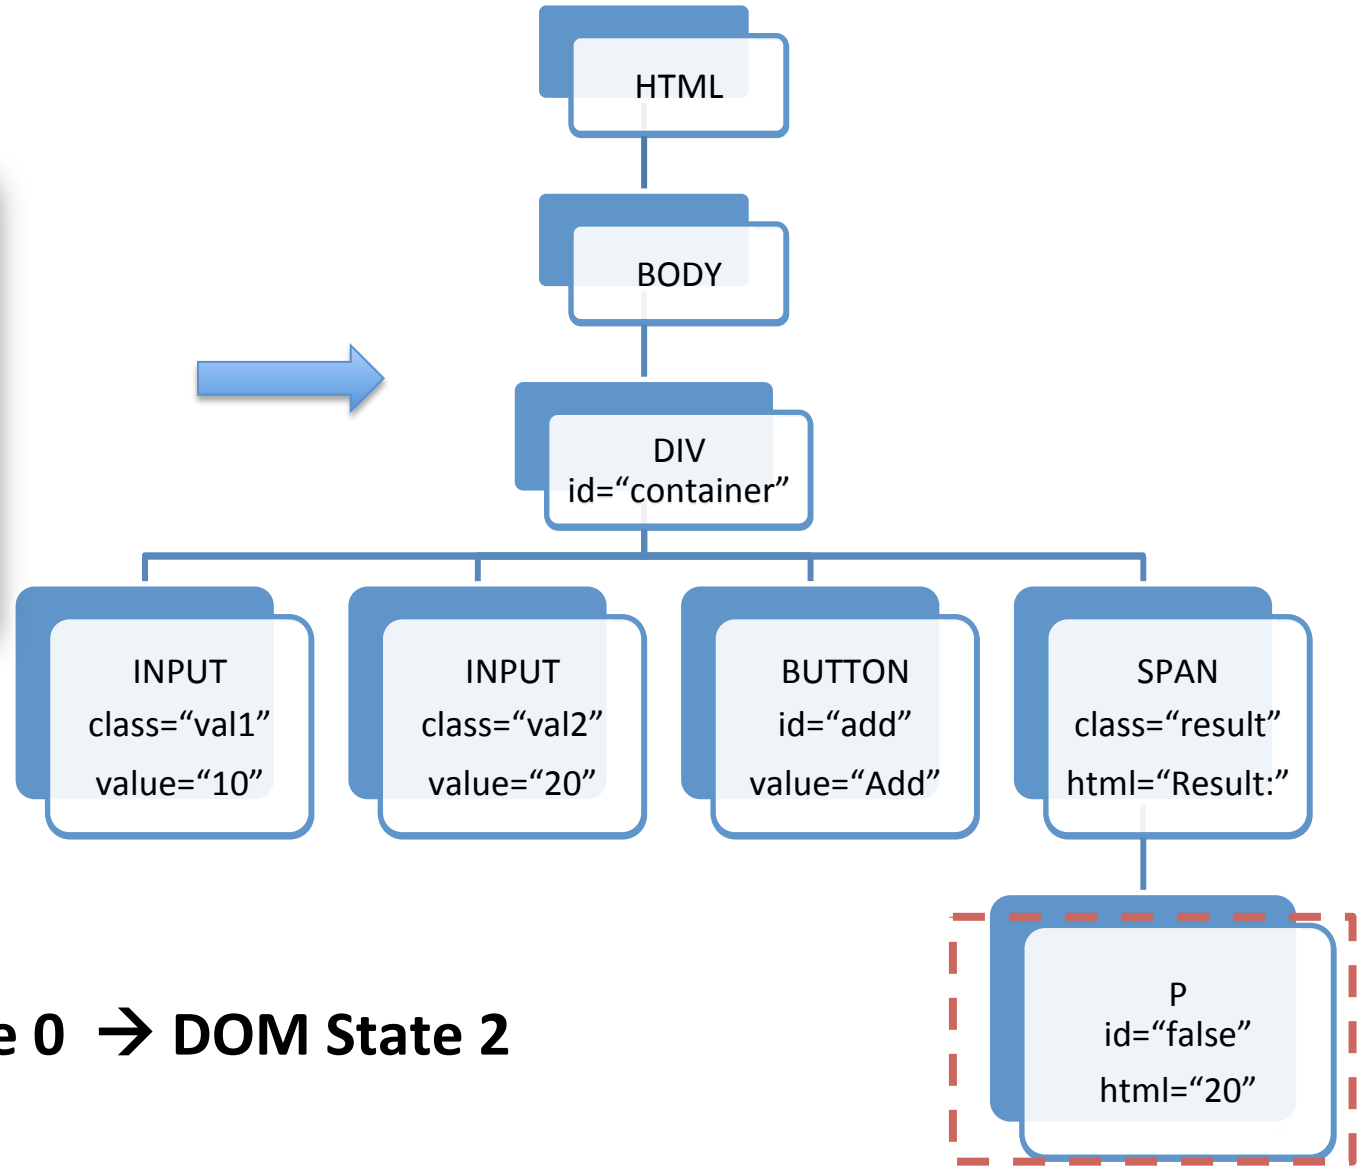 HTML
BODY
DIV
id=“container”
INPUT
class=“val1”
value=“10”
INPUT
class=“val2”
value=“20”
BUTTON
id=“add”
value=“Add”
SPAN
class=“result”
html=“Result:”
P
id=“false”
html=“20”
e 0 → DOM State 2